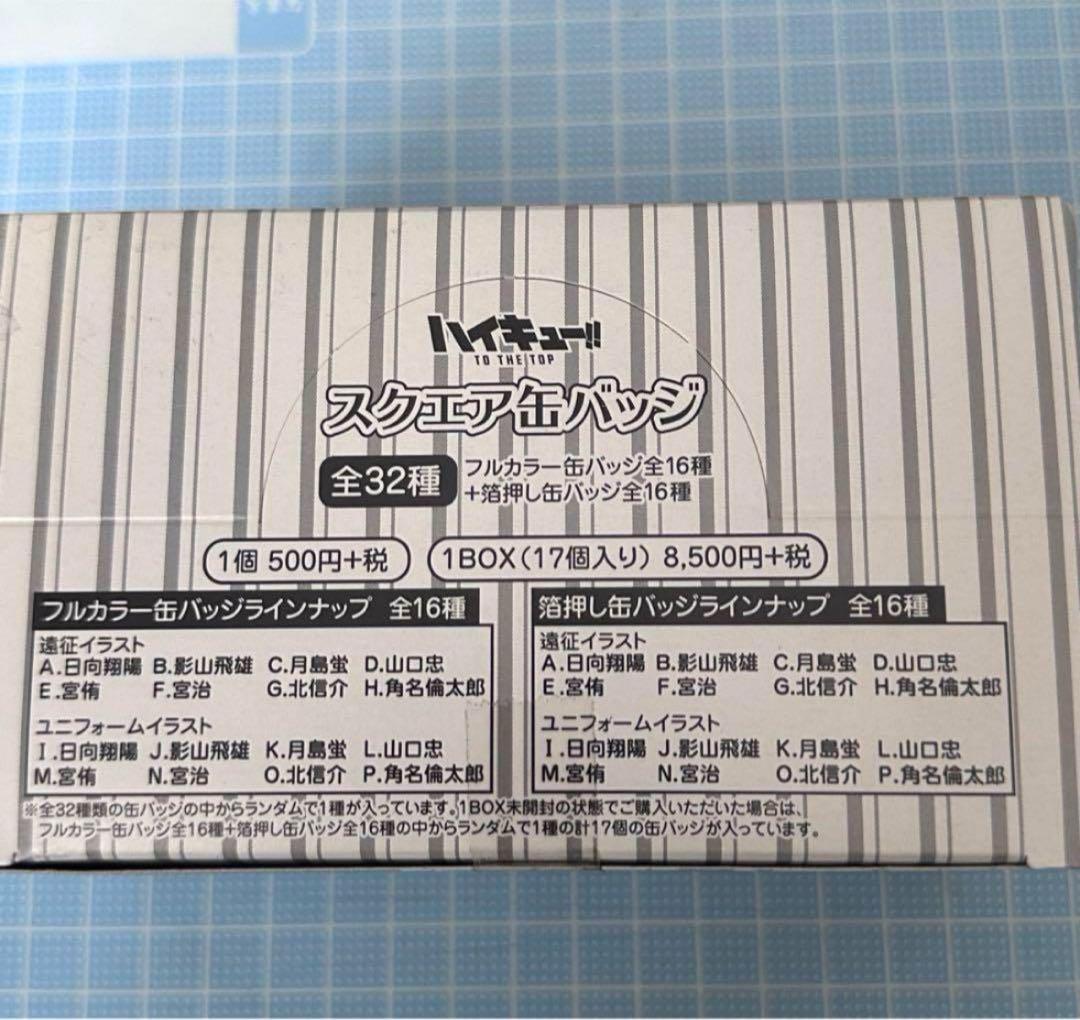 ハイキュー!!
TO THE TOP
スクエア缶バッジ
全32種
フルカラー缶バッジ全16種
+箔押し缶バッジ全16種
1個 500円+税
1BOX(17個入り) 8,500円+税
フルカラー缶バッジラインナップ 全16種
遠征イラスト
A.日向翔陽 B.影山飛雄 C.月島蛍 D.山口忠
E.宮侑 F.宮治 G.北信介 H.角名倫太郎
ユニフォームイラスト
I.日向翔陽 J.影山飛雄 K.月島蛍 L.山口忠
M.宮侑 N.宮治 O.北信介 P.角名倫太郎
箔押し缶バッジラインナップ 全16種
遠征イラスト
A.日向翔陽 B.影山飛雄 C.月島蛍 D.山口忠
E.宮侑 F.宮治 G.北信介 H.角名倫太郎
ユニフォームイラスト
I.日向翔陽 J.影山飛雄 K.月島蛍 L.山口忠
M.宮侑 N.宮治 O.北信介 P.角名倫太郎
※全32種類の缶バッジの中からランダムで1種が入っています。1BOX未開封の状態でご購入いただいた場合は、
フルカラー缶バッジ全16種+箔押し缶バッジ全16種の中からランダムで1種の計17個の缶バッジが入っています。